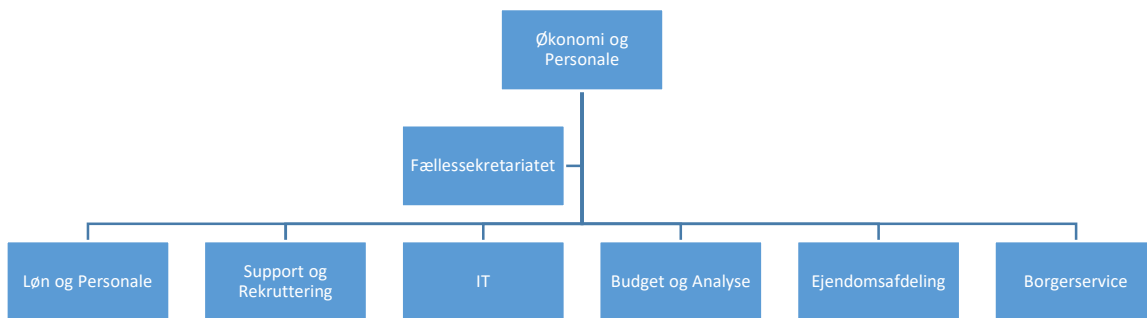 Økonomi og
Personale
Fællessekretariatet
Løn og Personale
Support og
Rekruttering
IT
Budget og Analyse
Ejendomsafdeling
Borgerservice